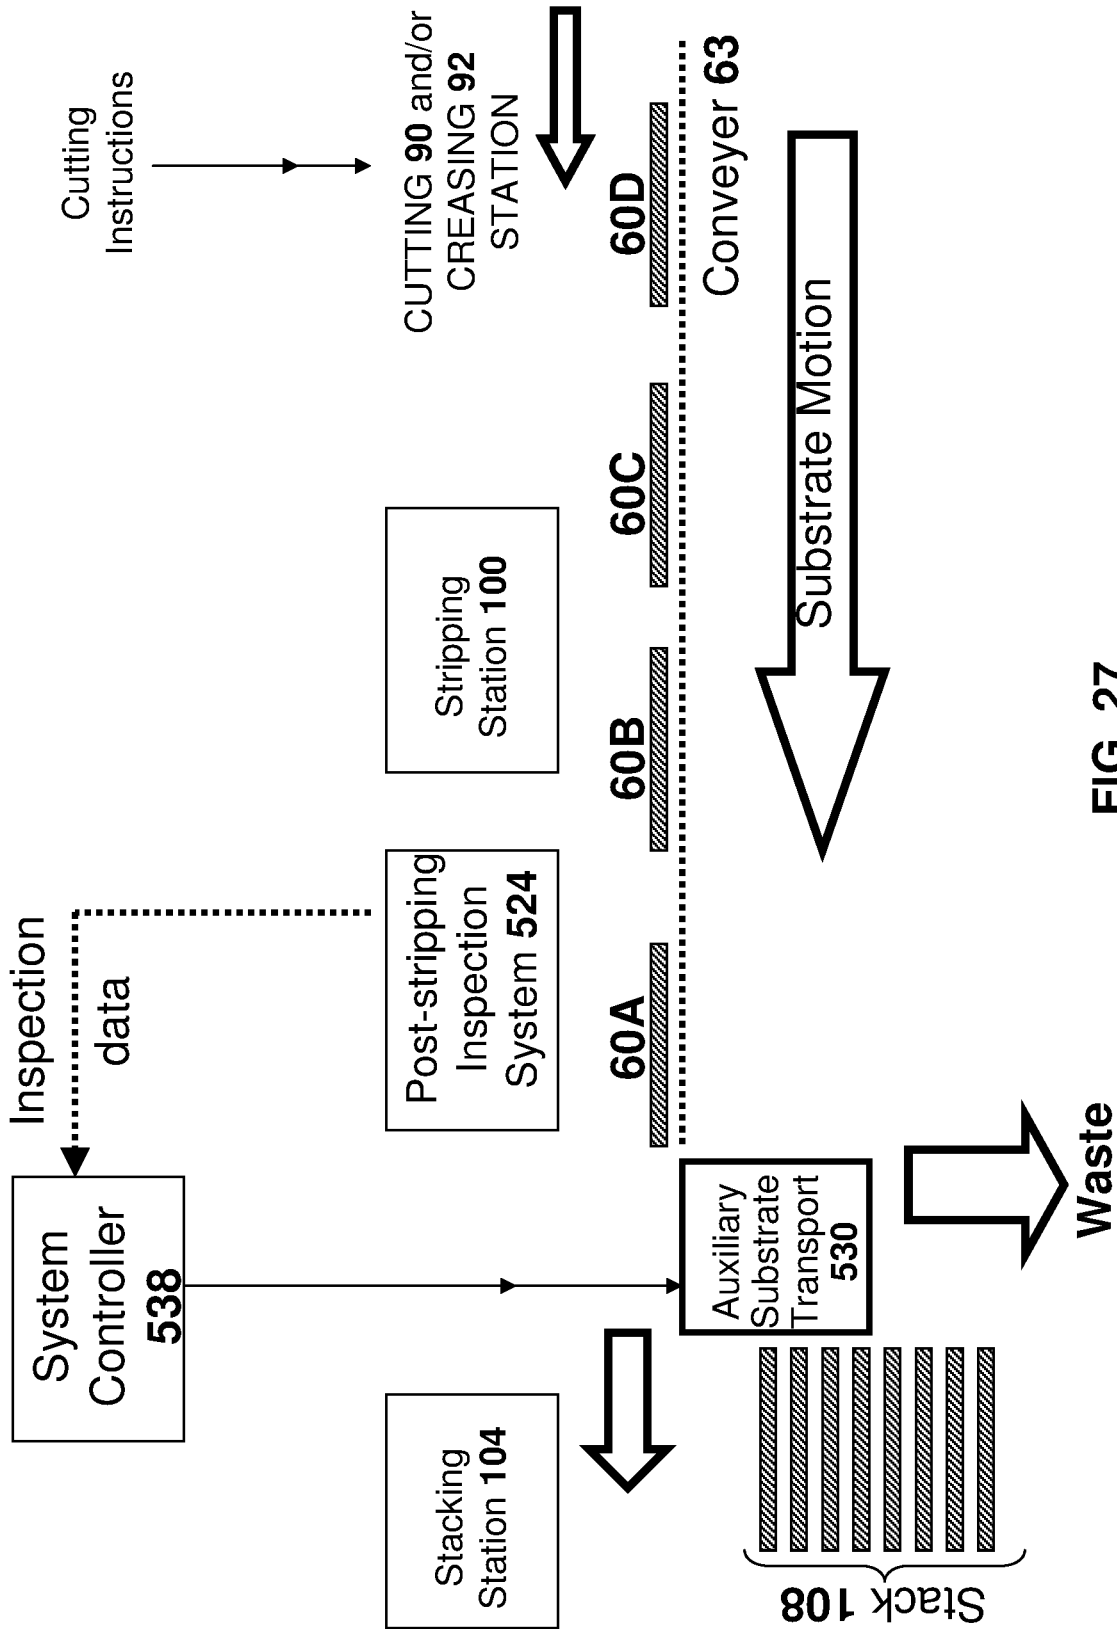 Cutting
Instructions
CUTTING 90 and/or
CREASING 92
STATION
Stripping
Station 100
Post-stripping
Inspection
System 524
Inspection
data
System
Controller
538
Stacking
Station 104
60A
60B
60C
60D
Conveyer 63
Substrate Motion
Auxiliary
Substrate
Transport
530
Waste
Stack 108
FIG 27